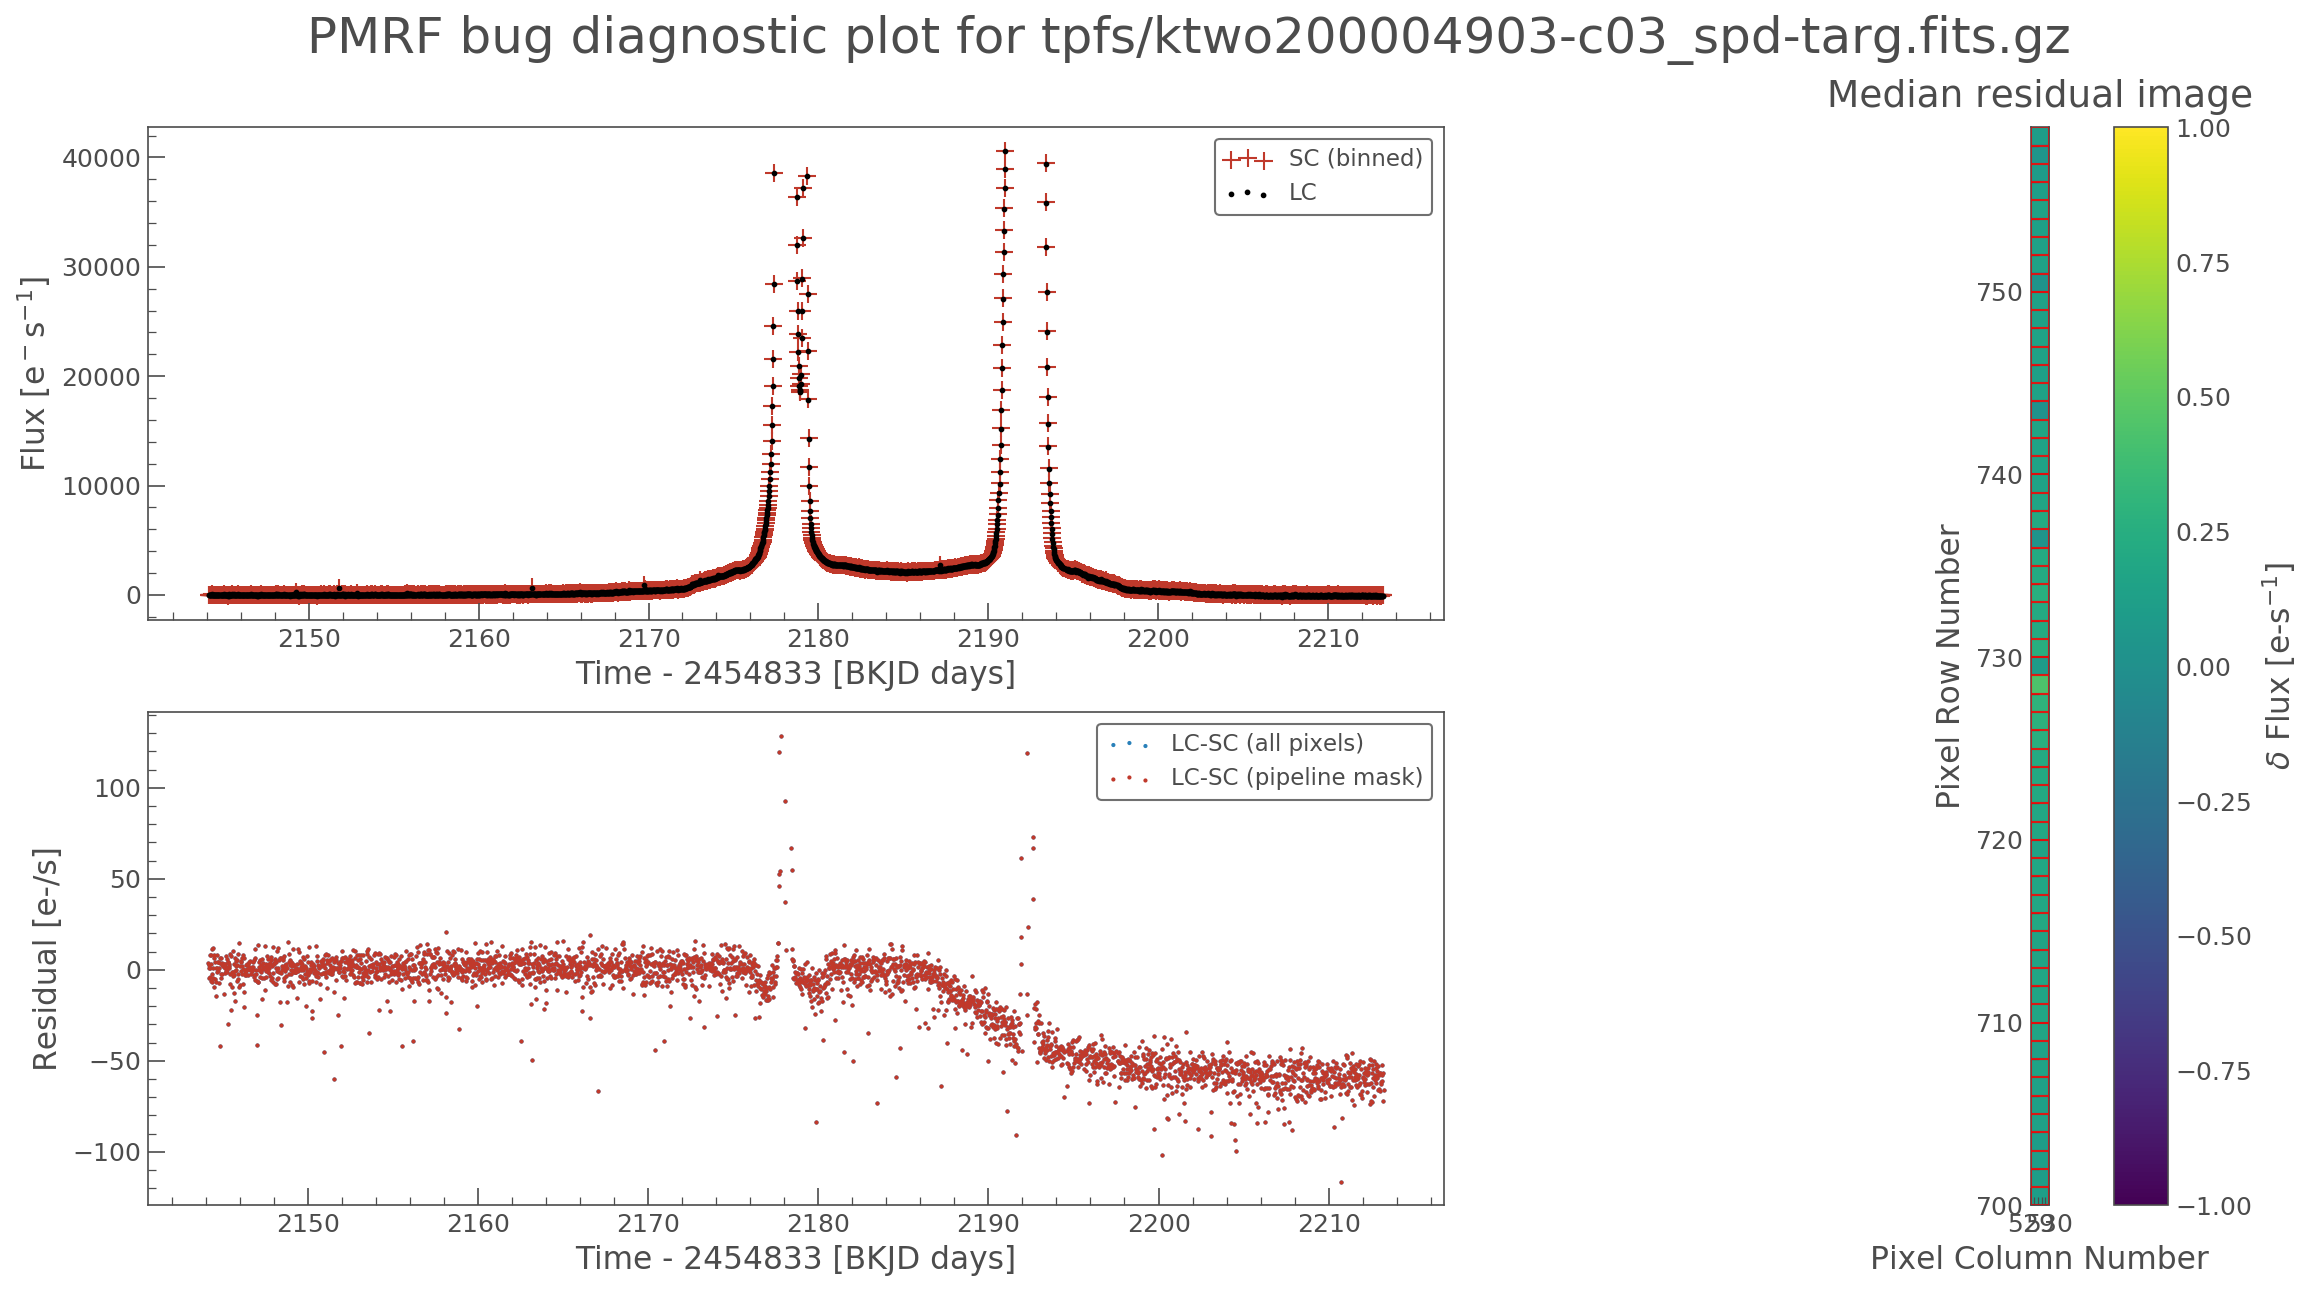 PMRF bug diagnostic plot for tpfs/ktwo200004903-c03_spd-targ.fits.gz
Flux [e⁻ s⁻¹]
40000
30000
20000
10000
0
SC (binned)
LC
2150 2160 2170 2180 2190 2200 2210
Time - 2454833 [BKJD days]
Residual [e-/s]
100
50
0
−50
−100
LC-SC (all pixels)
LC-SC (pipeline mask)
2150 2160 2170 2180 2190 2200 2210
Time - 2454833 [BKJD days]
Median residual image
Pixel Row Number
750
740
730
720
710
700
529 530
Pixel Column Number
1.00
0.75
0.50
0.25
0.00
−0.25
−0.50
−0.75
−1.00
δ Flux [e-s⁻¹]